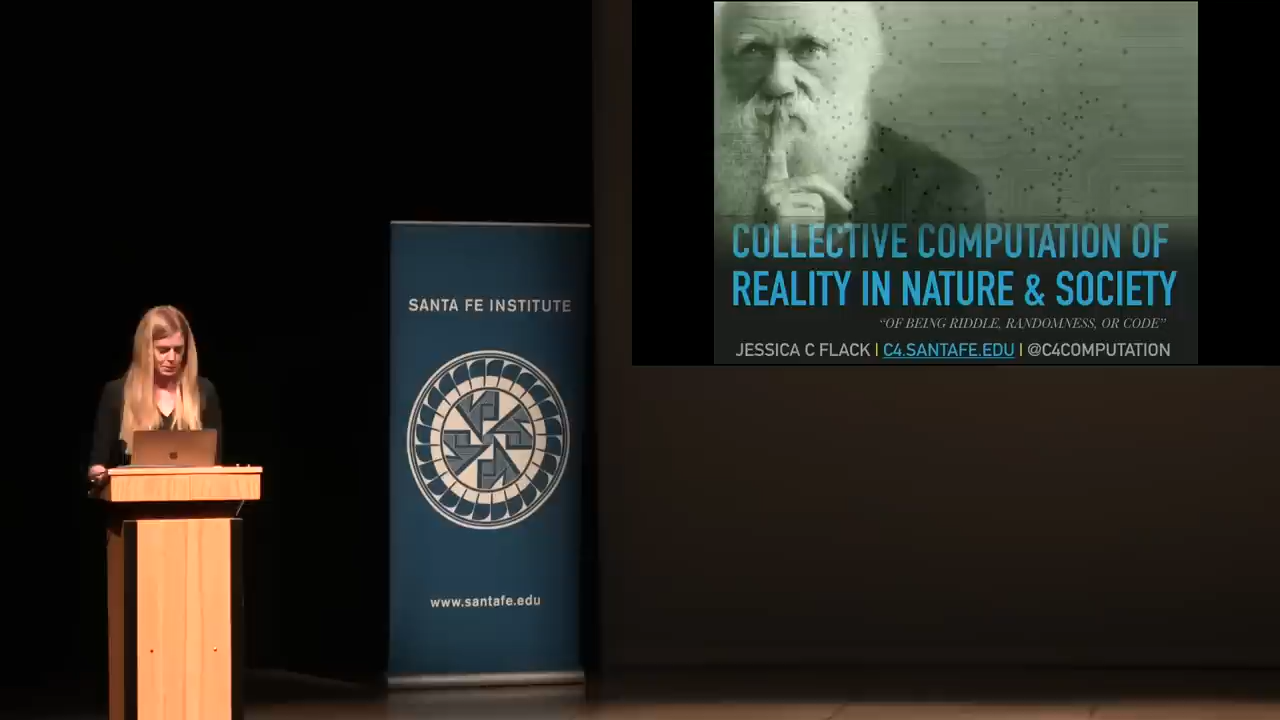 SANTA FE INSTITUTE
www.santafe.edu
COLLECTIVE COMPUTATION OF
REALITY IN NATURE & SOCIETY
"OF BEING RIDDLE, RANDOMNESS, OR CODE"
JESSICA C FLACK | C4.SANTAFE.EDU | @C4COMPUTATION